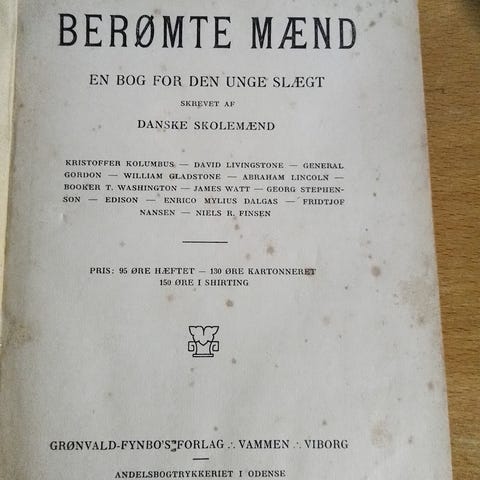 BERØMTE MÆND
EN BOG FOR DEN UNGE SLÆGT
SKREVET AF
DANSKE SKOLEMÆND
KRISTOFFER KOLUMBUS — DAVID LIVINGSTONE — GENERAL
GORDON — WILLIAM GLADSTONE — ABRAHAM LINCOLN —
BOOKER T. WASHINGTON — JAMES WATT — GEORG STEPHEN-
SON — EDISON — ENRICO MYLIUS DALGAS — FRIDTJOF
NANSEN — NIELS R. FINSEN
PRIS: 95 ØRE HÆFTET — 130 ØRE KARTONNERET
150 ØRE I SHIRTING
GRØNVALD-FYNBO'S FORLAG ∴ VAMMEN ∴ VIBORG
ANDELSBOGTRYKKERIET I ODENSE